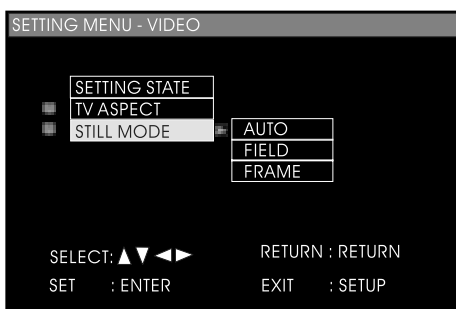 SETTING MENU - VIDEO
SETTING STATE
TV ASPECT
STILL MODE
AUTO
FIELD
FRAME
SELECT: ▲▼◄► RETURN : RETURN
SET : ENTER EXIT : SETUP